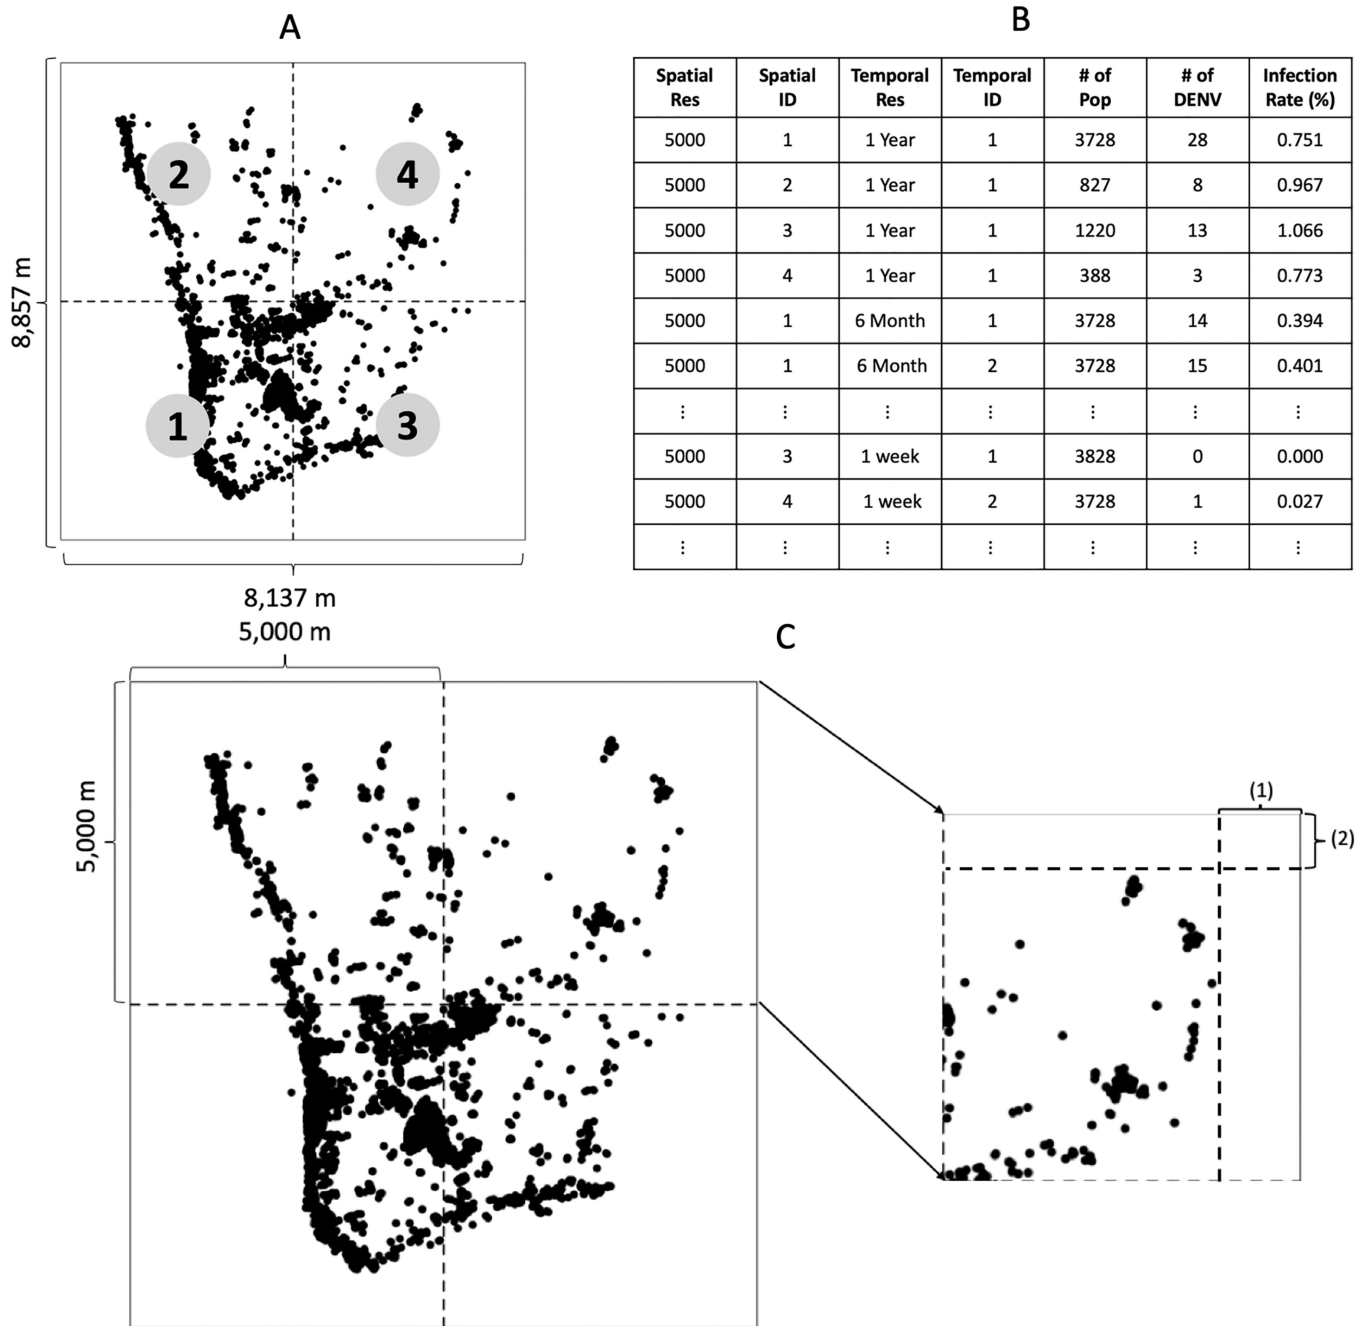 A
2
4
1
3
8,857 m
8,137 m
B
Spatial Res Spatial ID Temporal Res Temporal ID # of Pop # of DENV Infection Rate (%)
5000 1 1 Year 1 3728 28 0.751
5000 2 1 Year 1 827 8 0.967
5000 3 1 Year 1 1220 13 1.066
5000 4 1 Year 1 388 3 0.773
5000 1 6 Month 1 3728 14 0.394
5000 1 6 Month 2 3728 15 0.401
⋮ ⋮ ⋮ ⋮ ⋮ ⋮ ⋮
5000 3 1 week 1 3828 0 0.000
5000 4 1 week 2 3728 1 0.027
⋮ ⋮ ⋮ ⋮ ⋮ ⋮ ⋮
C
5,000 m
5,000 m
(1)
(2)